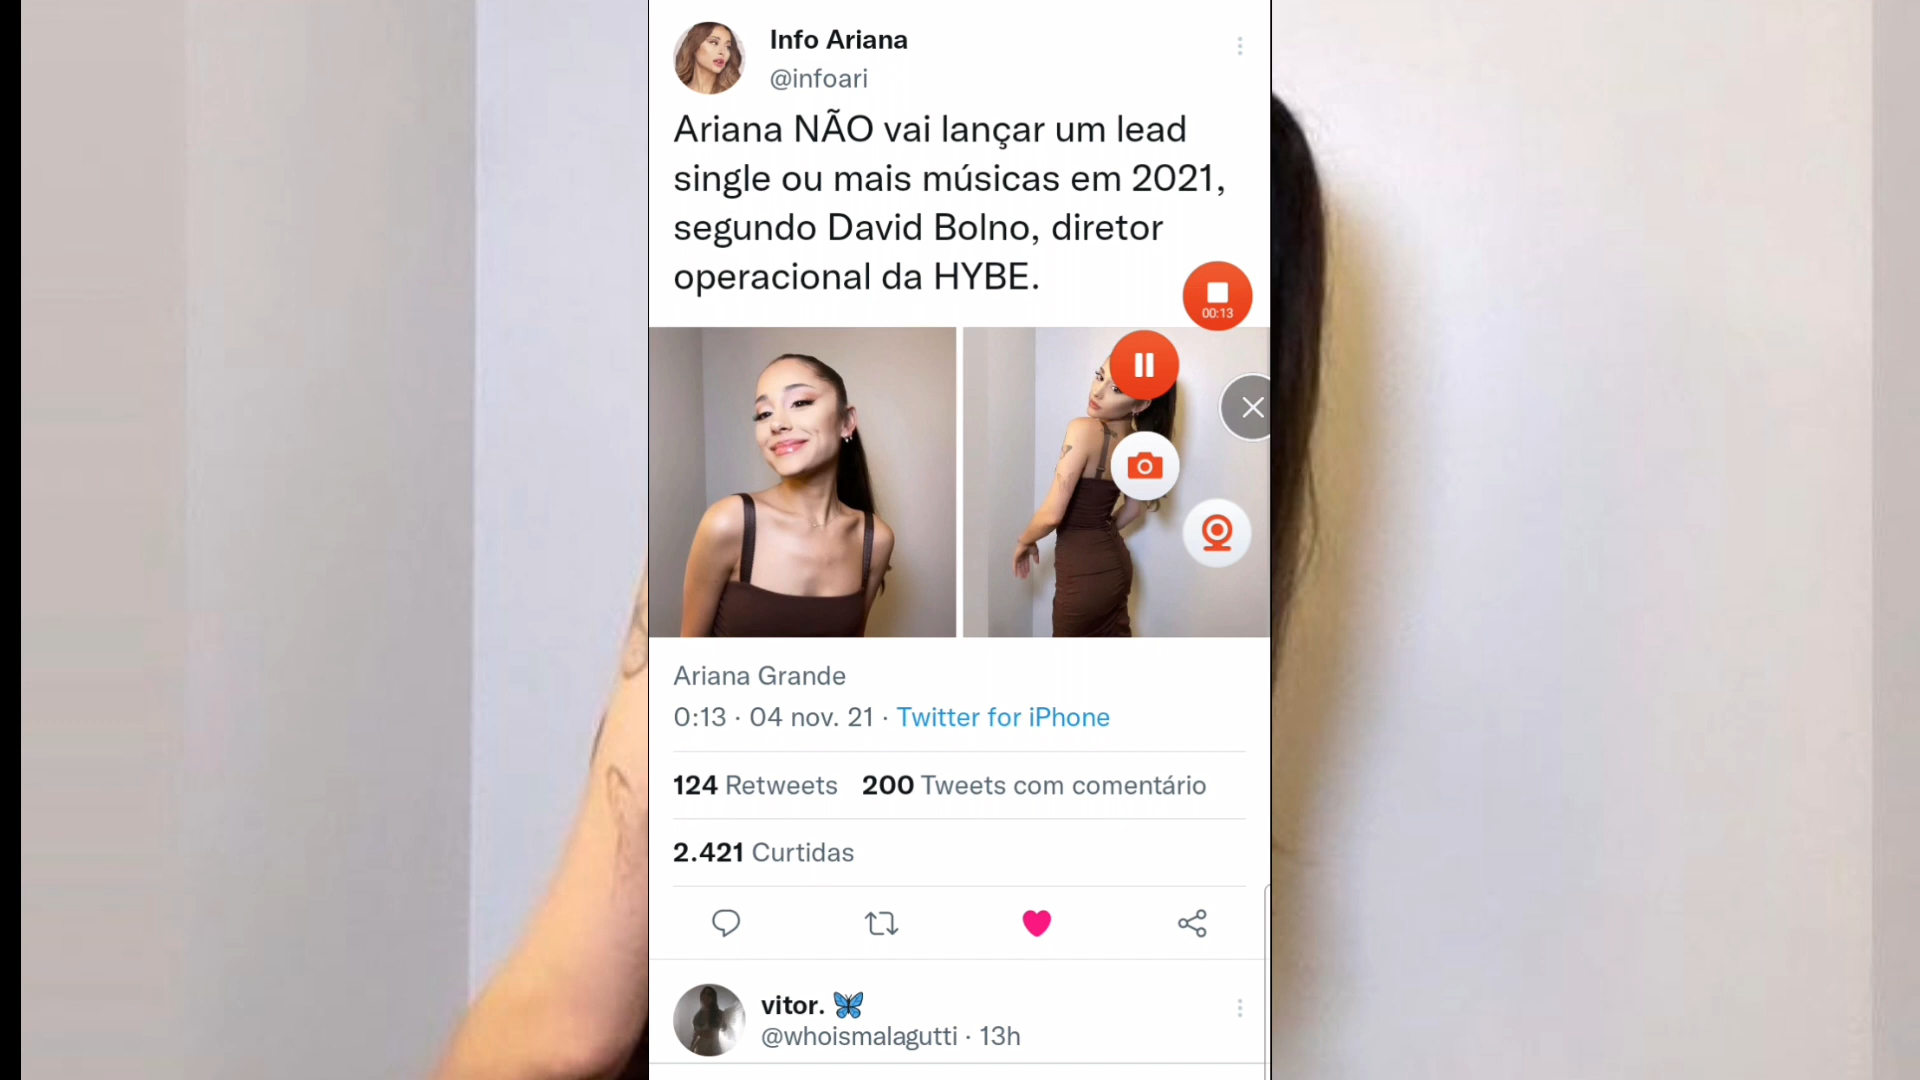 Info Ariana
@infoari
Ariana NÃO vai lançar um lead
single ou mais músicas em 2021,
segundo David Bolno, diretor
operacional da HYBE.
00:13
Ariana Grande
0:13 · 04 nov. 21 · Twitter for iPhone
124 Retweets 200 Tweets com comentário
2.421 Curtidas
vitor. 🦋
@whoismalagutti · 13h